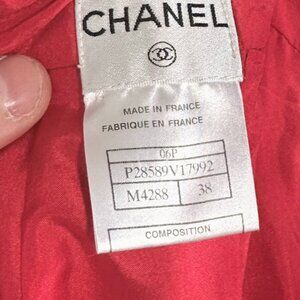 CHANEL
MADE IN FRANCE
FABRIQUE EN FRANCE
06P
P28589V17992
M4288 38
COMPOSITION